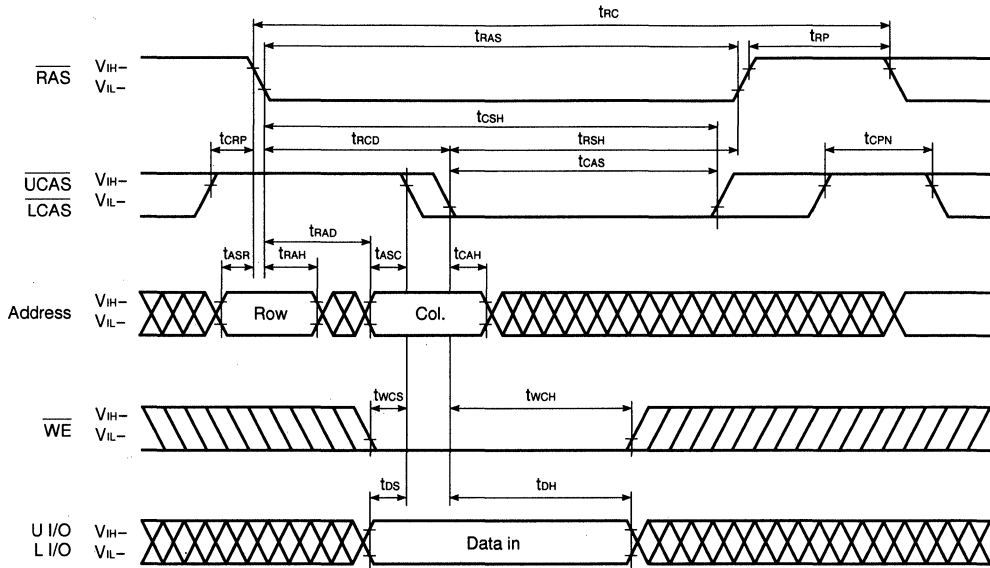 tRC
tRAS
tRP
RAS
VIH–
VIL–
tCSH
tCRP
tRCD
tRSH
tCPN
tCAS
UCAS
LCAS
VIH–
VIL–
tRAD
tASR
tRAH
tASC
tCAH
Address
VIH–
VIL–
Row
Col.
tWCS
tWCH
WE
VIH–
VIL–
tDS
tDH
U I/O
L I/O
VIH–
VIL–
Data in